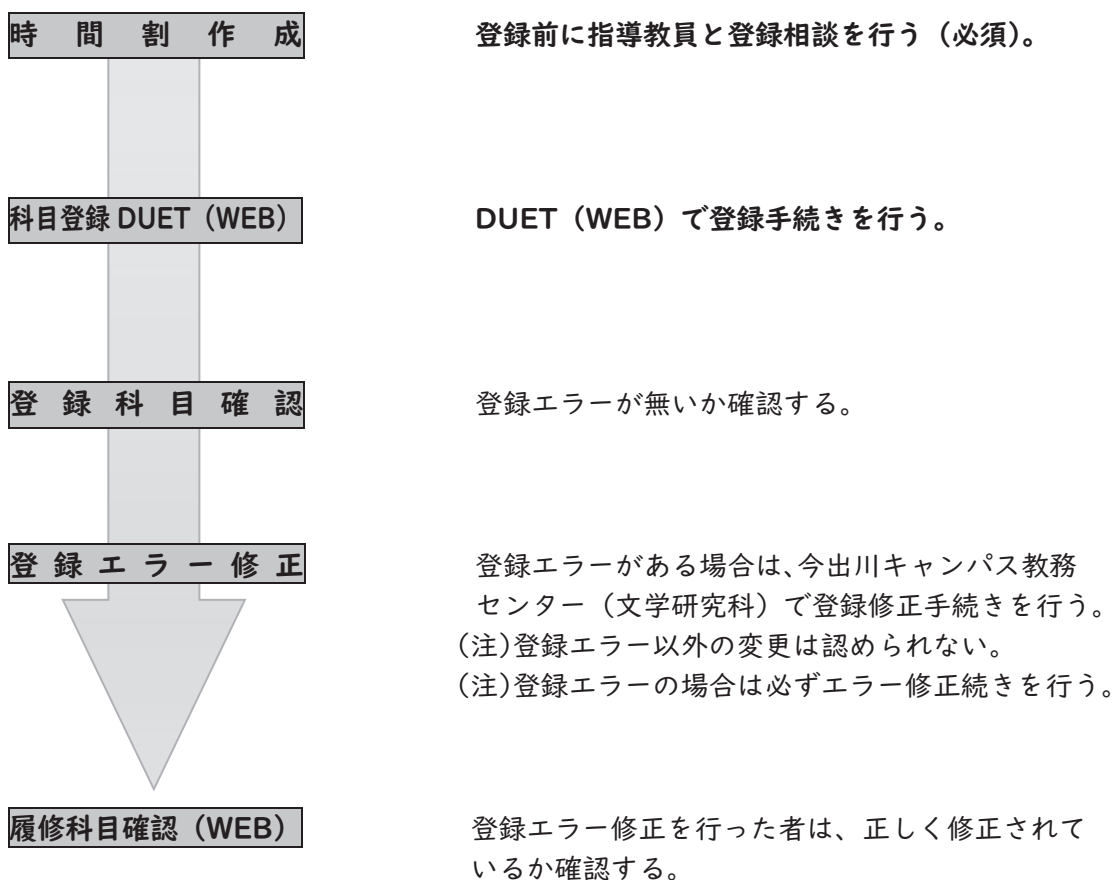 時間割作成
登録前に指導教員と登録相談を行う（必須）。
科目登録 DUET（WEB）
DUET（WEB）で登録手続きを行う。
登録科目確認
登録エラーが無いか確認する。
登録エラー修正
登録エラーがある場合は、今出川キャンパス教務
センター（文学研究科）で登録修正手続きを行う。
(注)登録エラー以外の変更は認められない。
(注)登録エラーの場合は必ずエラー修正続きを行う。
履修科目確認（WEB）
登録エラー修正を行った者は、正しく修正されて
いるか確認する。